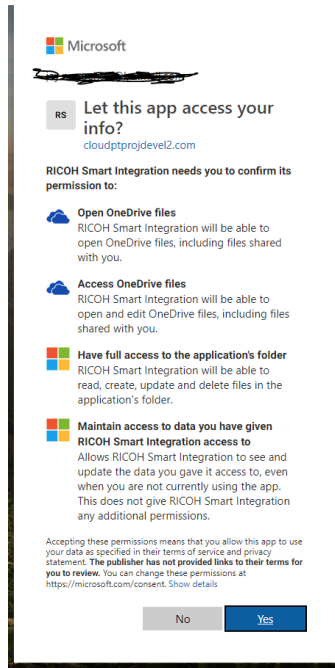 Microsoft
RS
Let this app access your
info?
cloudptprojdevel2.com
RICOH Smart Integration needs you to confirm its
permission to:
Open OneDrive files
RICOH Smart Integration will be able to
open OneDrive files, including files shared
with you.
Access OneDrive files
RICOH Smart Integration will be able to
open and edit OneDrive files, including files
shared with you.
Have full access to the application's folder
RICOH Smart Integration will be able to
read, create, update and delete files in the
application's folder.
Maintain access to data you have given
RICOH Smart Integration access to
Allows RICOH Smart Integration to see and
update the data you gave it access to, even
when you are not currently using the app.
This does not give RICOH Smart Integration
any additional permissions.
Accepting these permissions means that you allow this app to use
your data as specified in their terms of service and privacy
statement. The publisher has not provided links to their terms for
you to review. You can change these permissions at
https://microsoft.com/consent. Show details
No
Yes